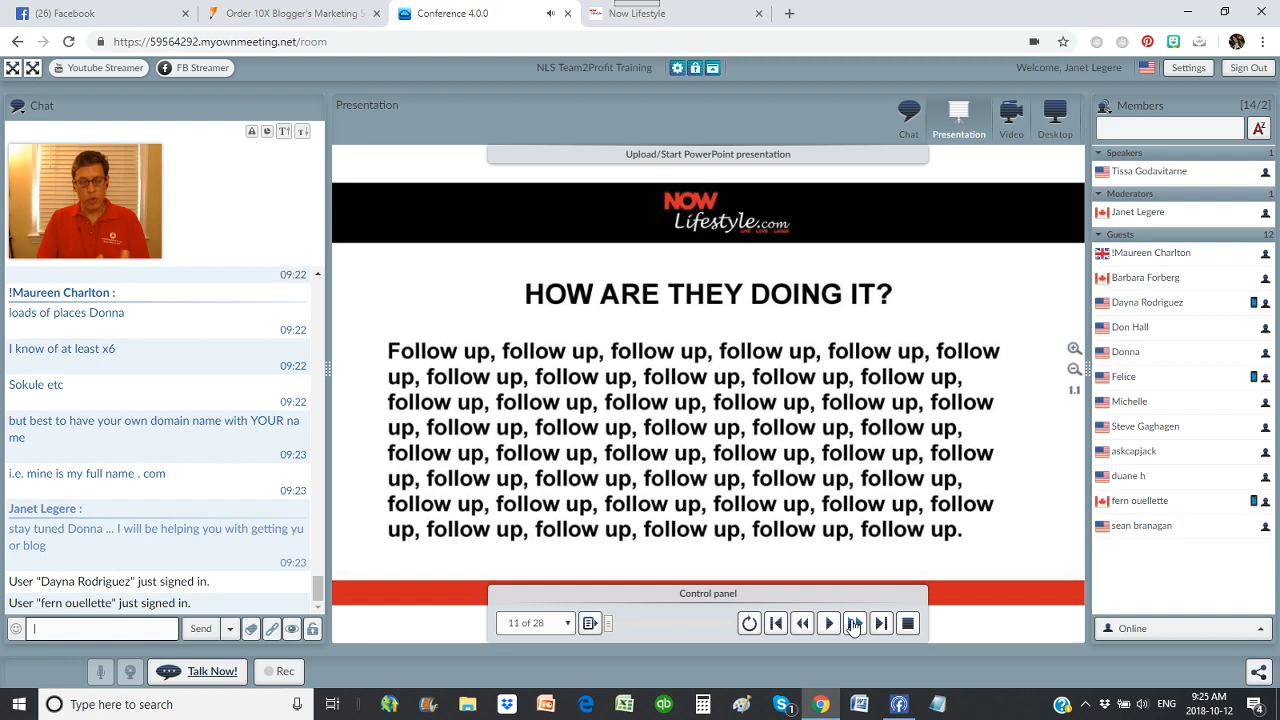 (26) Facebook
Order 10X Blogger's Marketing S
Conference 4.0.0
Now Lifestyle
https://59564292.myownmeeting.net/room
Youtube Streamer
FB Streamer
NLS Team2Profit Training
Welcome, Janet Legere
Settings
Sign Out
Chat
09:22
!Maureen Charlton :
loads of places Donna
09:22
I know of at least x6
09:22
Sokule etc
09:22
but best to have your own domain name with YOUR na
me
09:23
i.e. mine is my full name . com
09:23
Janet Legere :
stay tuned Donna ... I will be helping you with getting yu
or blog
09:23
User "Dayna Rodriguez" just signed in.
User "fern ouellette" just signed in.
Send
Talk Now!
Rec
Presentation
Chat
Presentation
Video
Desktop
Upload/Start PowerPoint presentation
NOW
Lifestyle.com
LIVE LOVE LAUGH
HOW ARE THEY DOING IT?
Follow up, follow up, follow up, follow up, follow up, follow
up, follow up, follow up, follow up, follow up, follow up,
follow up, follow up, follow up, follow up, follow up, follow
up, follow up, follow up, follow up, follow up, follow up,
follow up, follow up, follow up, follow up, follow up, follow
up, follow up, follow up, follow up, follow up, follow up,
follow up, follow up, follow up, follow up, follow up, follow
up, follow up, follow up, follow up, follow up, follow up.
1.1
Control panel
11 of 28
Members
[14/2]
Speakers 1
Tissa Godavitarne
Moderators 1
Janet Legere
Guests 12
!Maureen Charlton
Barbara Forberg
Dayna Rodriguez
Don Hall
Donna
Felice
Michelle
Steve Gaghagen
askcapjack
duane h
fern ouellette
sean branagan
Online
Type here to search
9:25 AM
2018-10-12